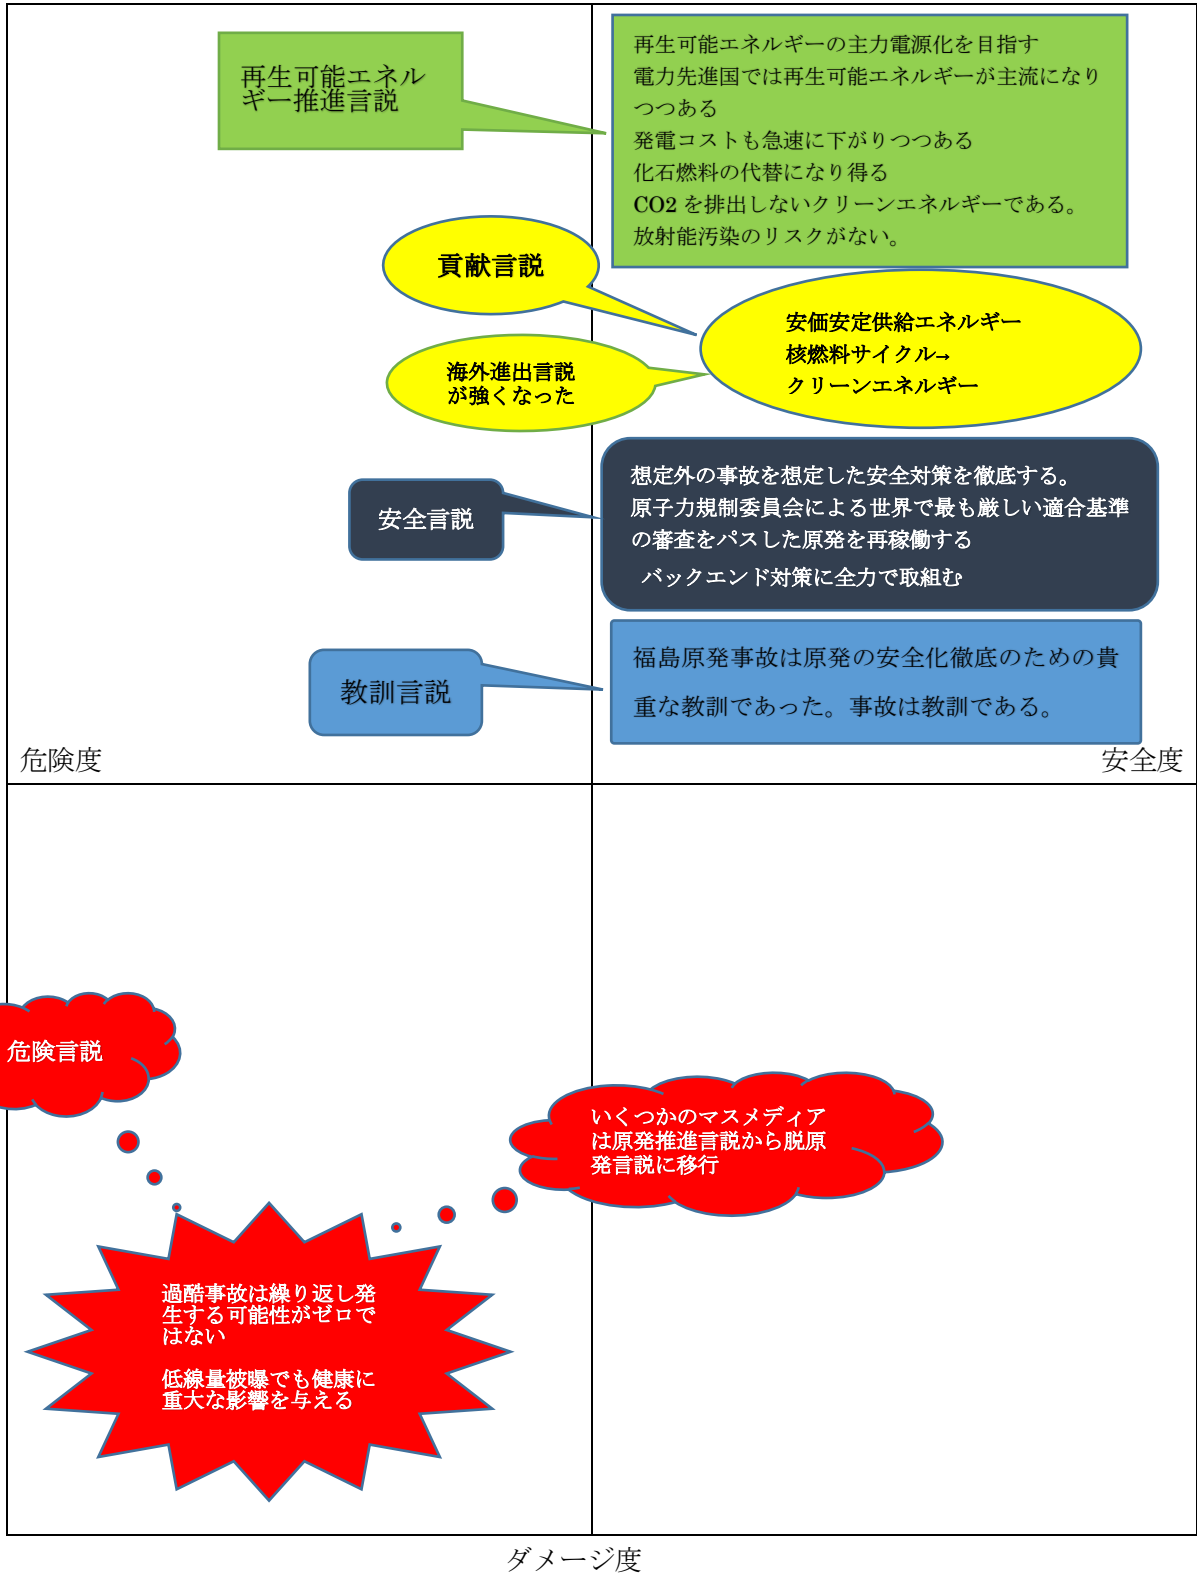 再生可能エネル
ギー推進言説
再生可能エネルギーの主力電源化を目指す
電力先進国では再生可能エネルギーが主流になり
つつある
発電コストも急速に下がりつつある
化石燃料の代替になり得る
CO2 を排出しないクリーンエネルギーである。
放射能汚染のリスクがない。
貢献言説
安価安定供給エネルギー
核燃料サイクル→
クリーンエネルギー
海外進出言説
が強くなった
安全言説
想定外の事故を想定した安全対策を徹底する。
原子力規制委員会による世界で最も厳しい適合基準
の審査をパスした原発を再稼働する
バックエンド対策に全力で取組む
教訓言説
福島原発事故は原発の安全化徹底のための貴
重な教訓であった。事故は教訓である。
危険度
安全度
危険言説
いくつかのマスメディア
は原発推進言説から脱原
発言説に移行
過酷事故は繰り返し発
生する可能性がゼロで
はない
低線量被曝でも健康に
重大な影響を与える
ダメージ度